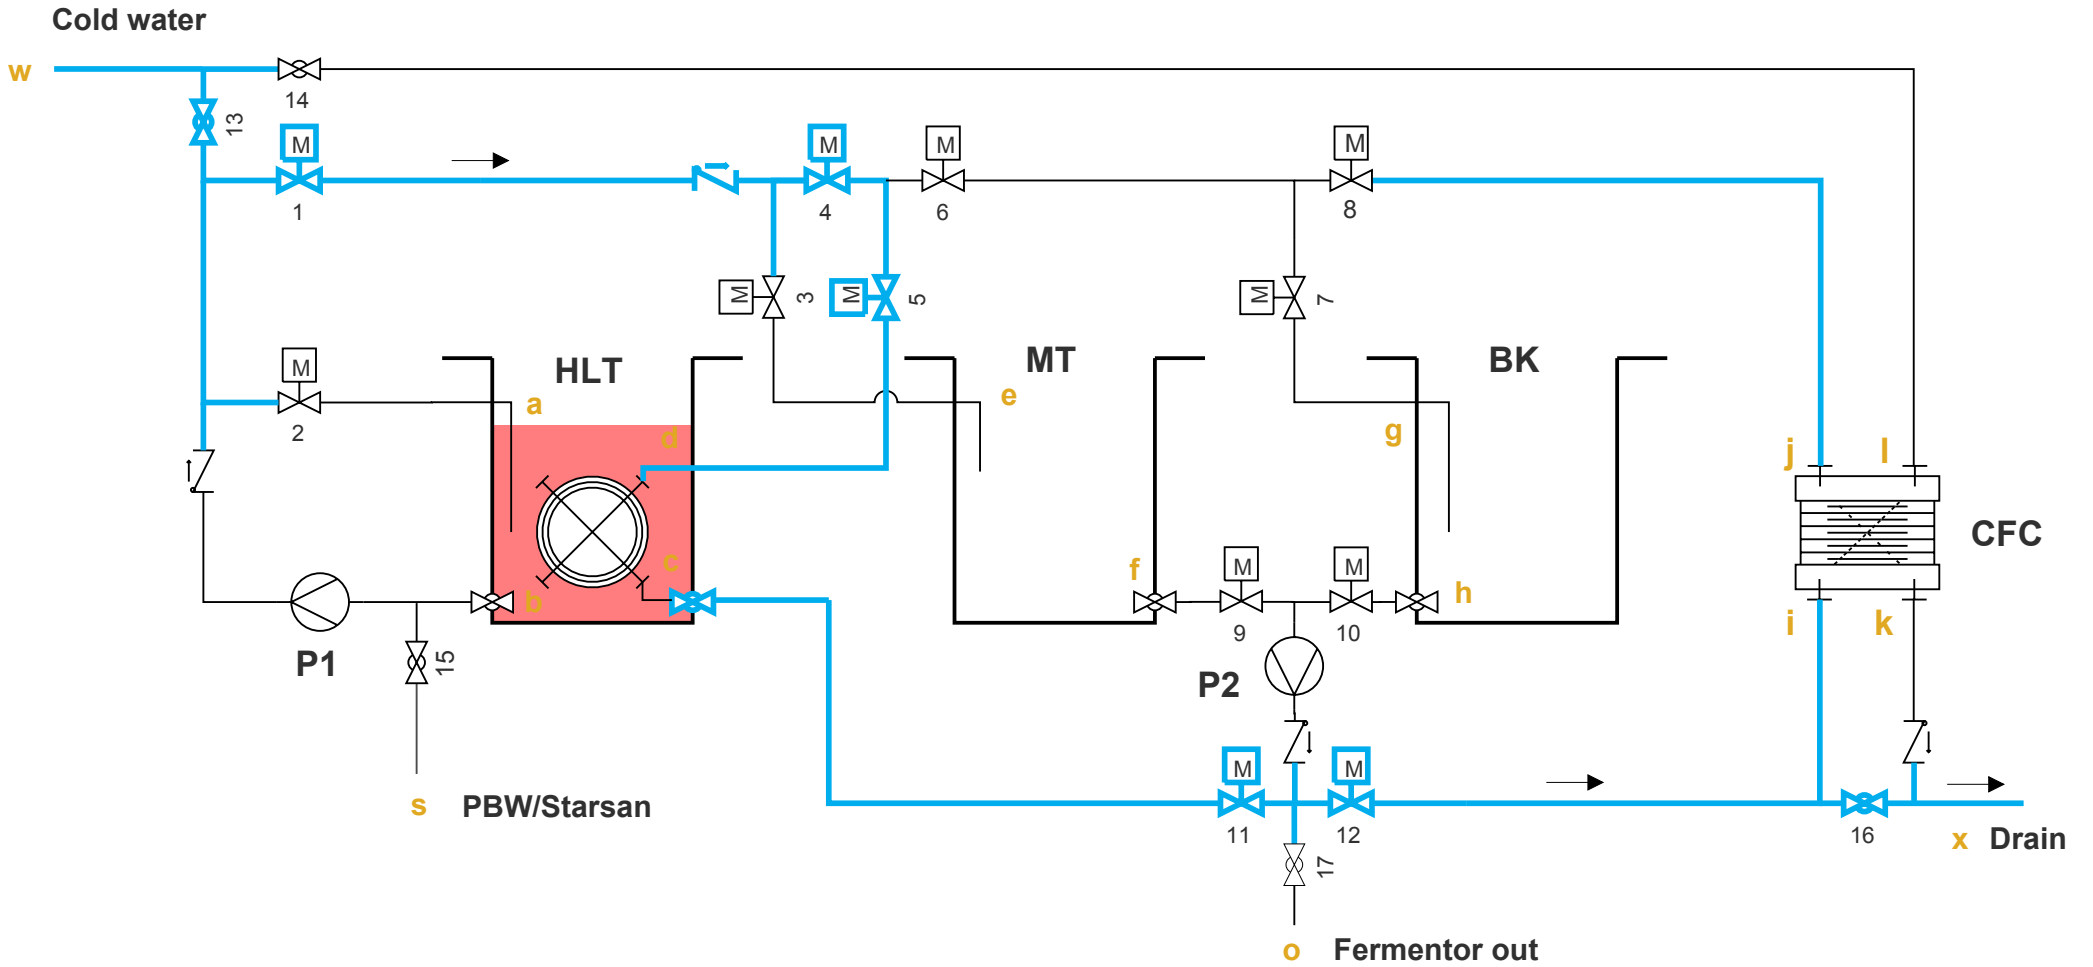 Cold water
w
14
13
M
M
M
M
1
4
6
8
M
3
M
5
M
7
M
HLT
MT
BK
a
e
2
d
g
j
l
c
CFC
f
M
M
b
h
i
k
9
10
P1
15
P2
M
M
s
PBW/Starsan
11
12
16
x
Drain
17
o
Fermentor out